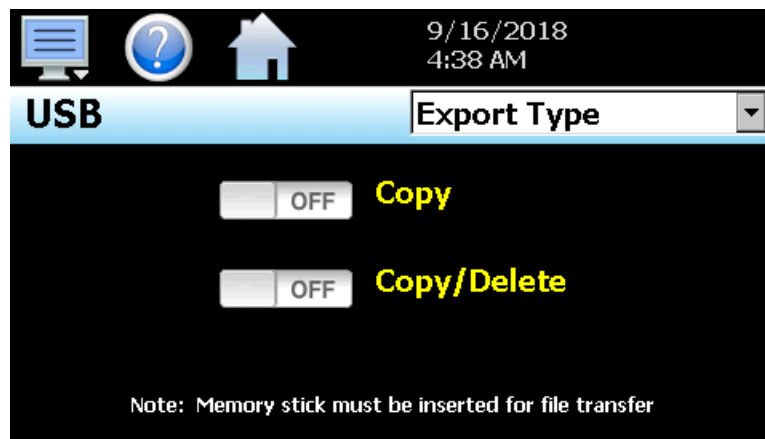 ?
9/16/2018
4:38 AM
USB
Export Type
OFF Copy
OFF Copy/Delete
Note: Memory stick must be inserted for file transfer